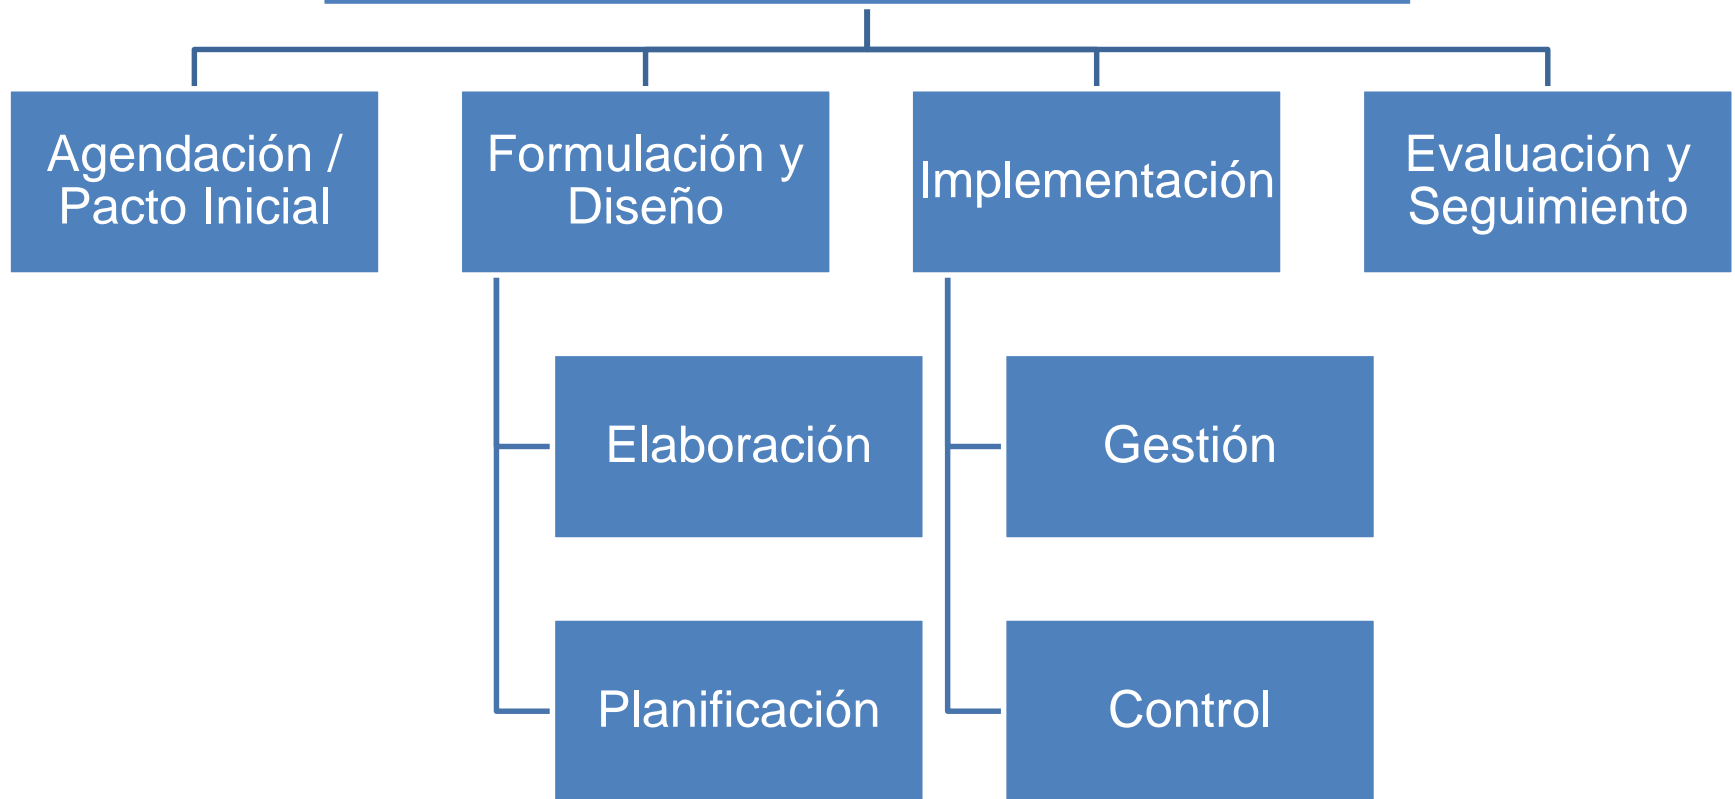 Agendación /
Pacto Inicial
Formulación y
Diseño
Implementación
Evaluación y
Seguimiento
Elaboración
Gestión
Planificación
Control